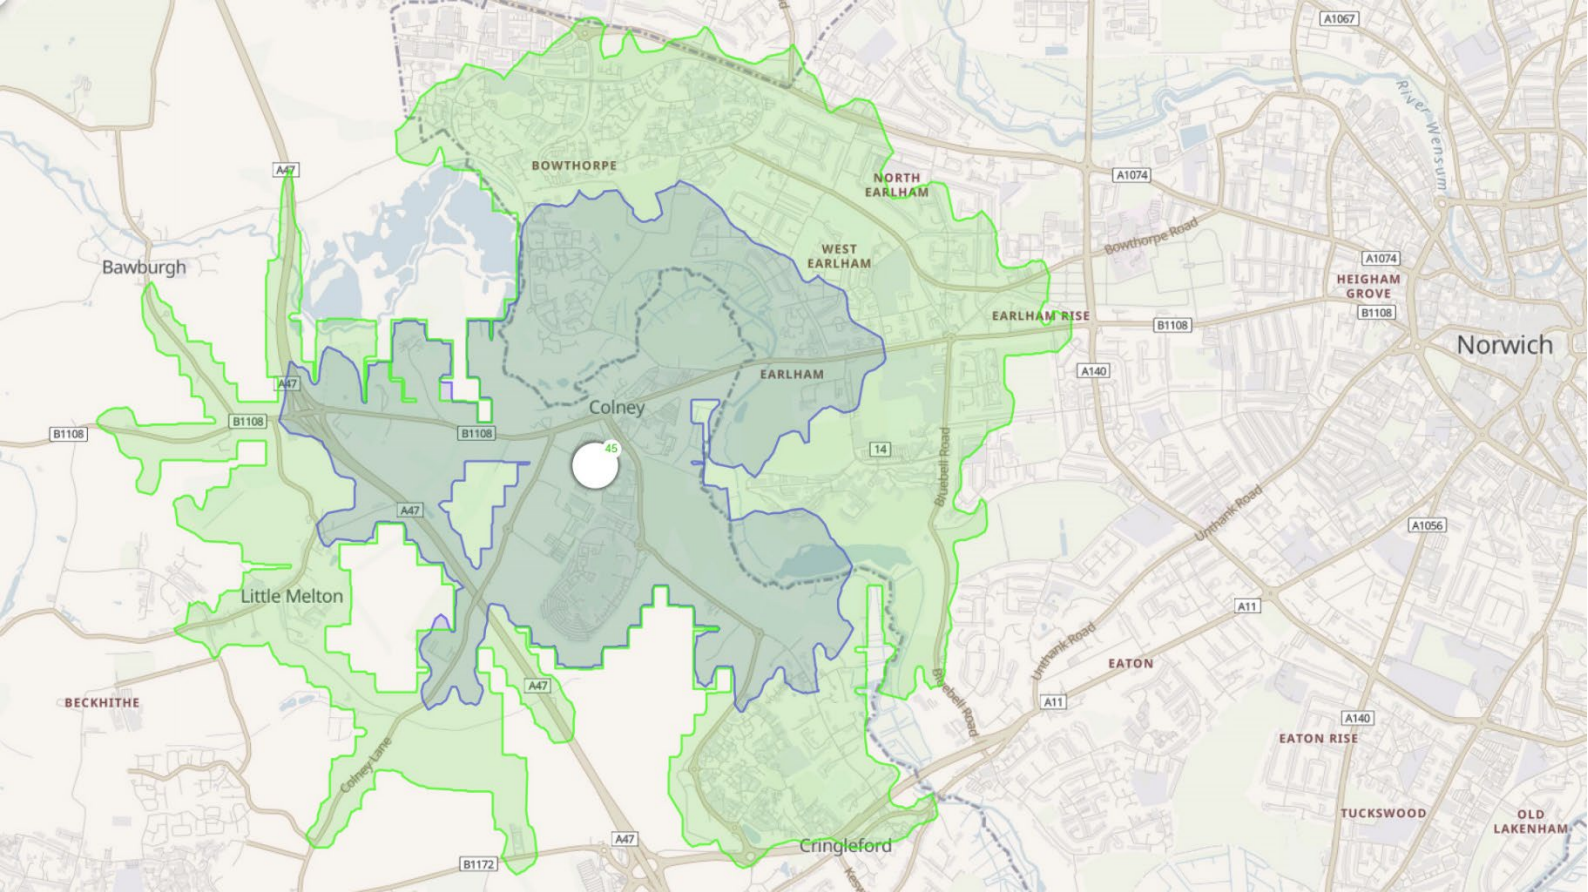 A1067
River Wensum
A47
BOWTHORPE
NORTH
EARLHAM
A1074
Bowthorpe Road
WEST
EARLHAM
A1074
Bawburgh
HEIGHAM
GROVE
B1108
EARLHAM RISE
B1108
Norwich
A140
A47
EARLHAM
Colney
B1108
B1108
B1108
45
14
Bluebell Road
Unthank Road
A47
A1056
Little Melton
A11
Unthank Road
EATON
A47
BECKHITHE
Bluebell Road
A11
A140
EATON RISE
Colney Lane
TUCKSWOOD
OLD
LAKENHAM
A47
Cringleford
B1172